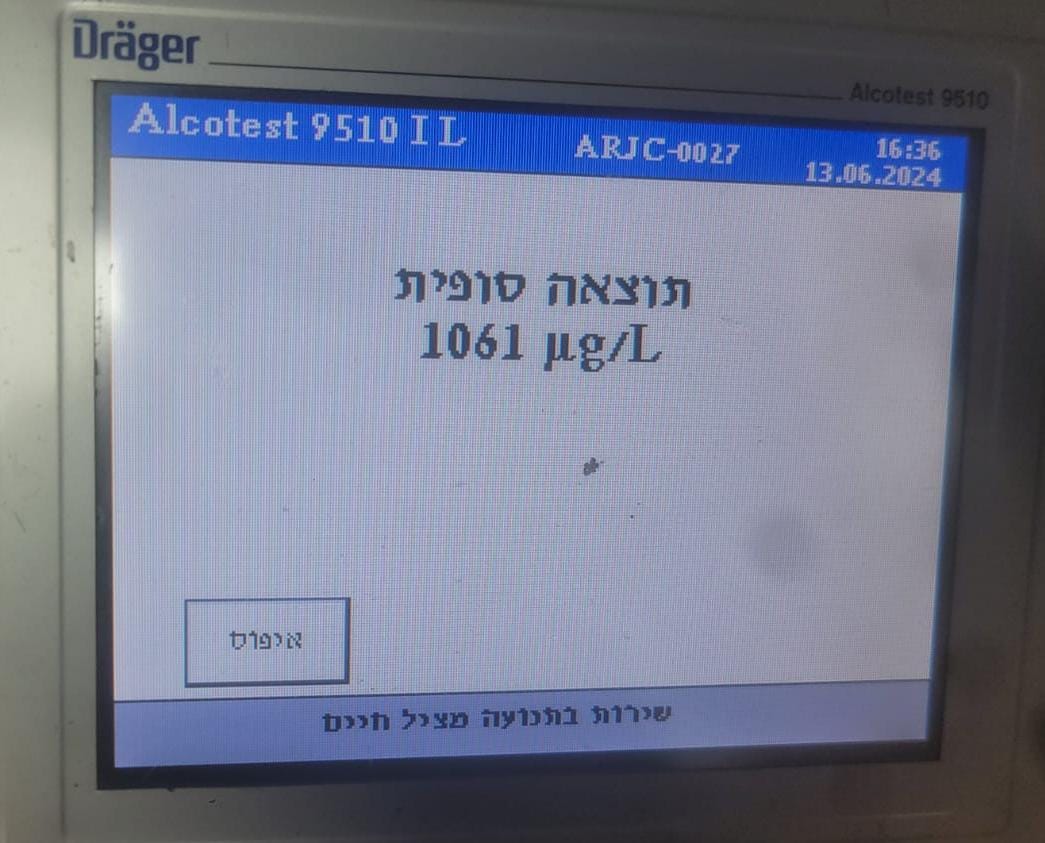 Dräger
Alcotest 9510
Alcotest 9510 IL ARJC-0027 16:36
13.06.2024
תוצאה סופית
1061 µg/L
איפוס
שירות בתנועה מציל חיים